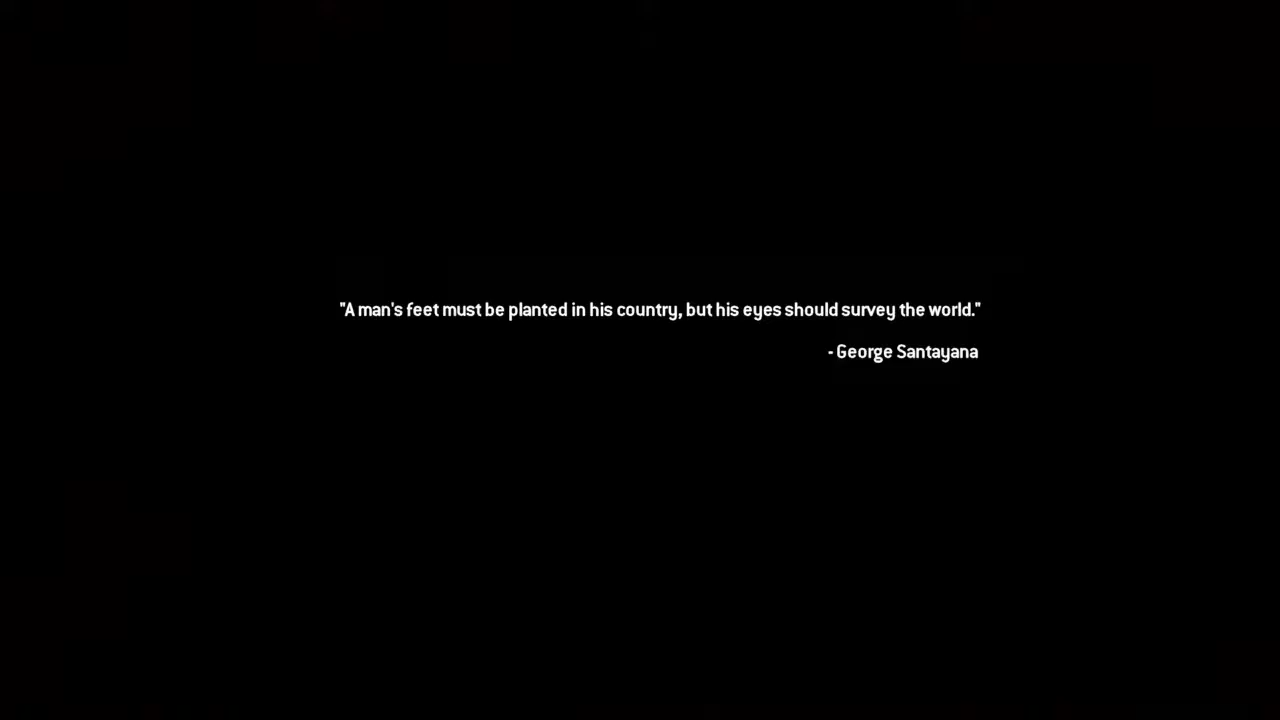 "A man's feet must be planted in his country, but his eyes should survey the world."
- George Santayana